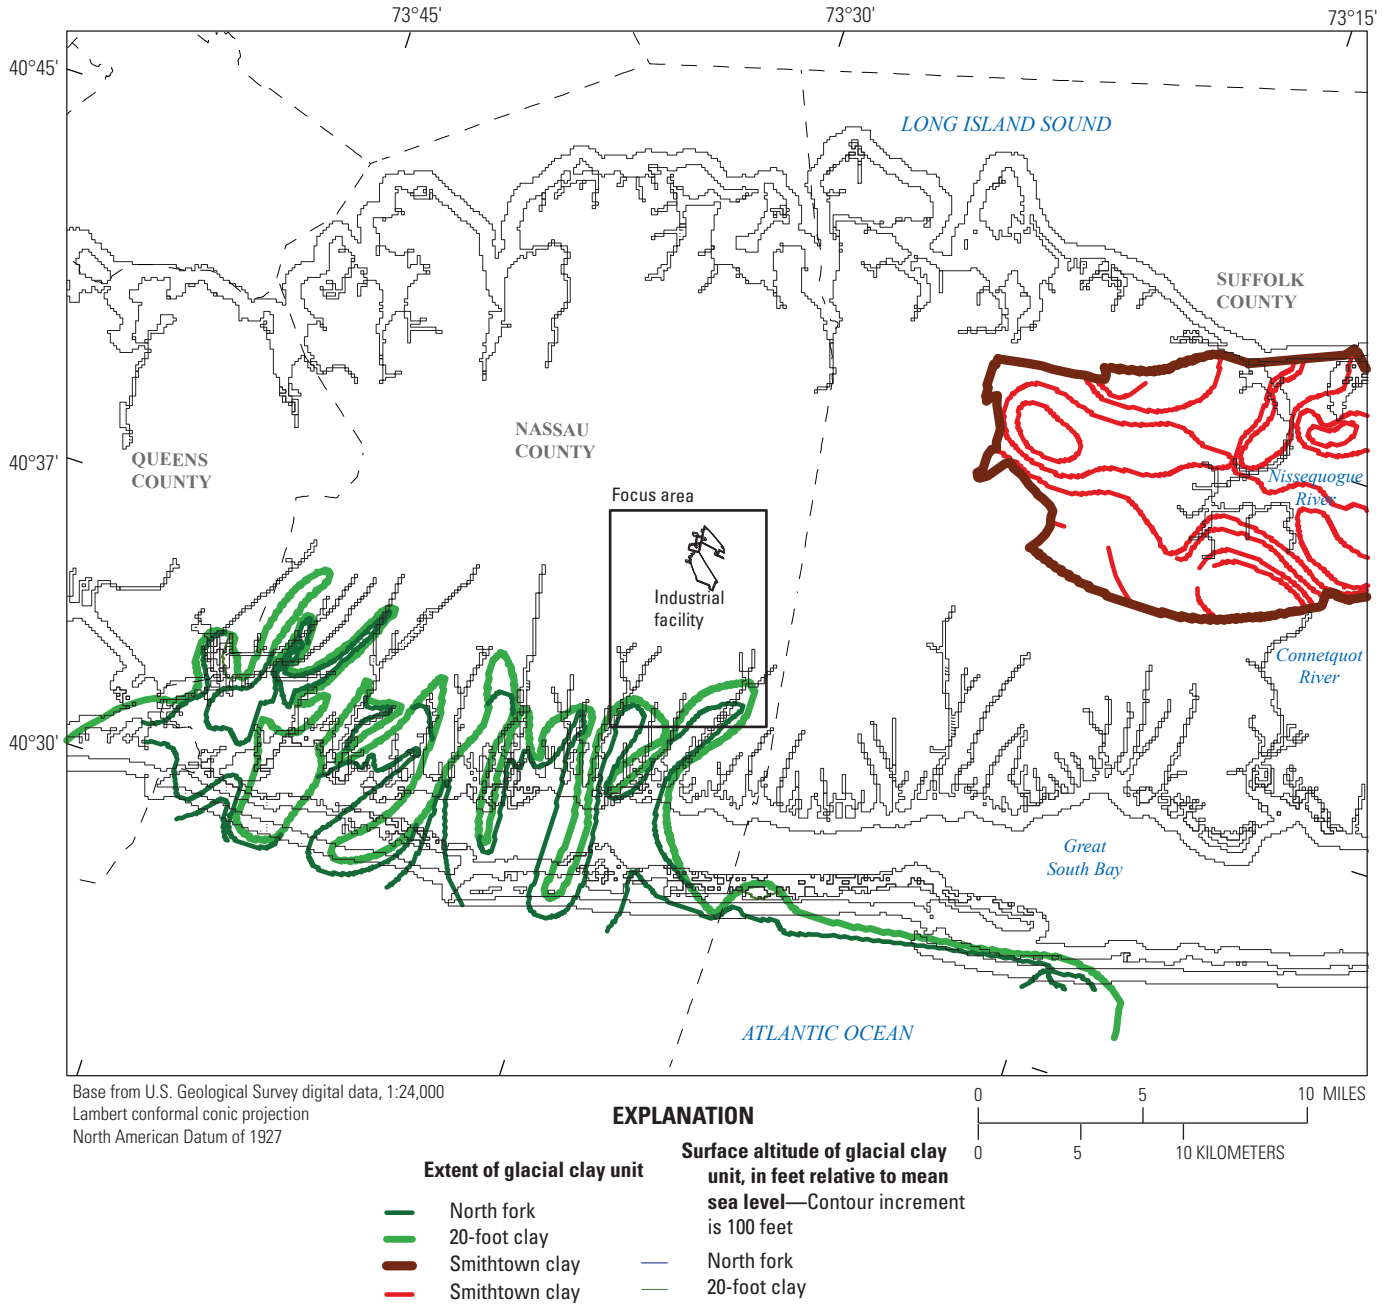 73°45'
73°30'
73°15'
40°45'
LONG ISLAND SOUND
SUFFOLK
COUNTY
NASSAU
COUNTY
40°37'
QUEENS
COUNTY
Nissequogue
River
Focus area
Industrial
facility
Connetquot
River
40°30'
Great
South Bay
ATLANTIC OCEAN
Base from U.S. Geological Survey digital data, 1:24,000
Lambert conformal conic projection
North American Datum of 1927
0 5 10 MILES
0 5 10 KILOMETERS
EXPLANATION
Extent of glacial clay unit
North fork
20-foot clay
Smithtown clay
Smithtown clay
Surface altitude of glacial clay
unit, in feet relative to mean
sea level—Contour increment
is 100 feet
North fork
20-foot clay